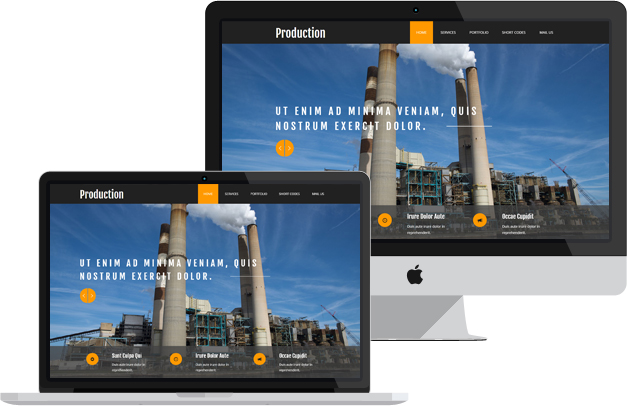 Production
HOME SERVICES PORTFOLIO SHORT CODES MAIL US
UT ENIM AD MINIMA VENIAM, QUIS
NOSTRUM EXERCIT DOLOR.
Irure Dolor Aute
Duis aute irure dolor in
reprehenderit
Occae Cupidit
Duis aute irure dolor in
reprehenderit
Production
HOME SERVICES PORTFOLIO SHORT CODES MAIL US
UT ENIM AD MINIMA VENIAM, QUIS
NOSTRUM EXERCIT DOLOR.
Sunt Culpa Qui
Duis aute irure dolor in
reprehenderit
Irure Dolor Aute
Duis aute irure dolor in
reprehenderit
Occae Cupidit
Duis aute irure dolor in
reprehenderit